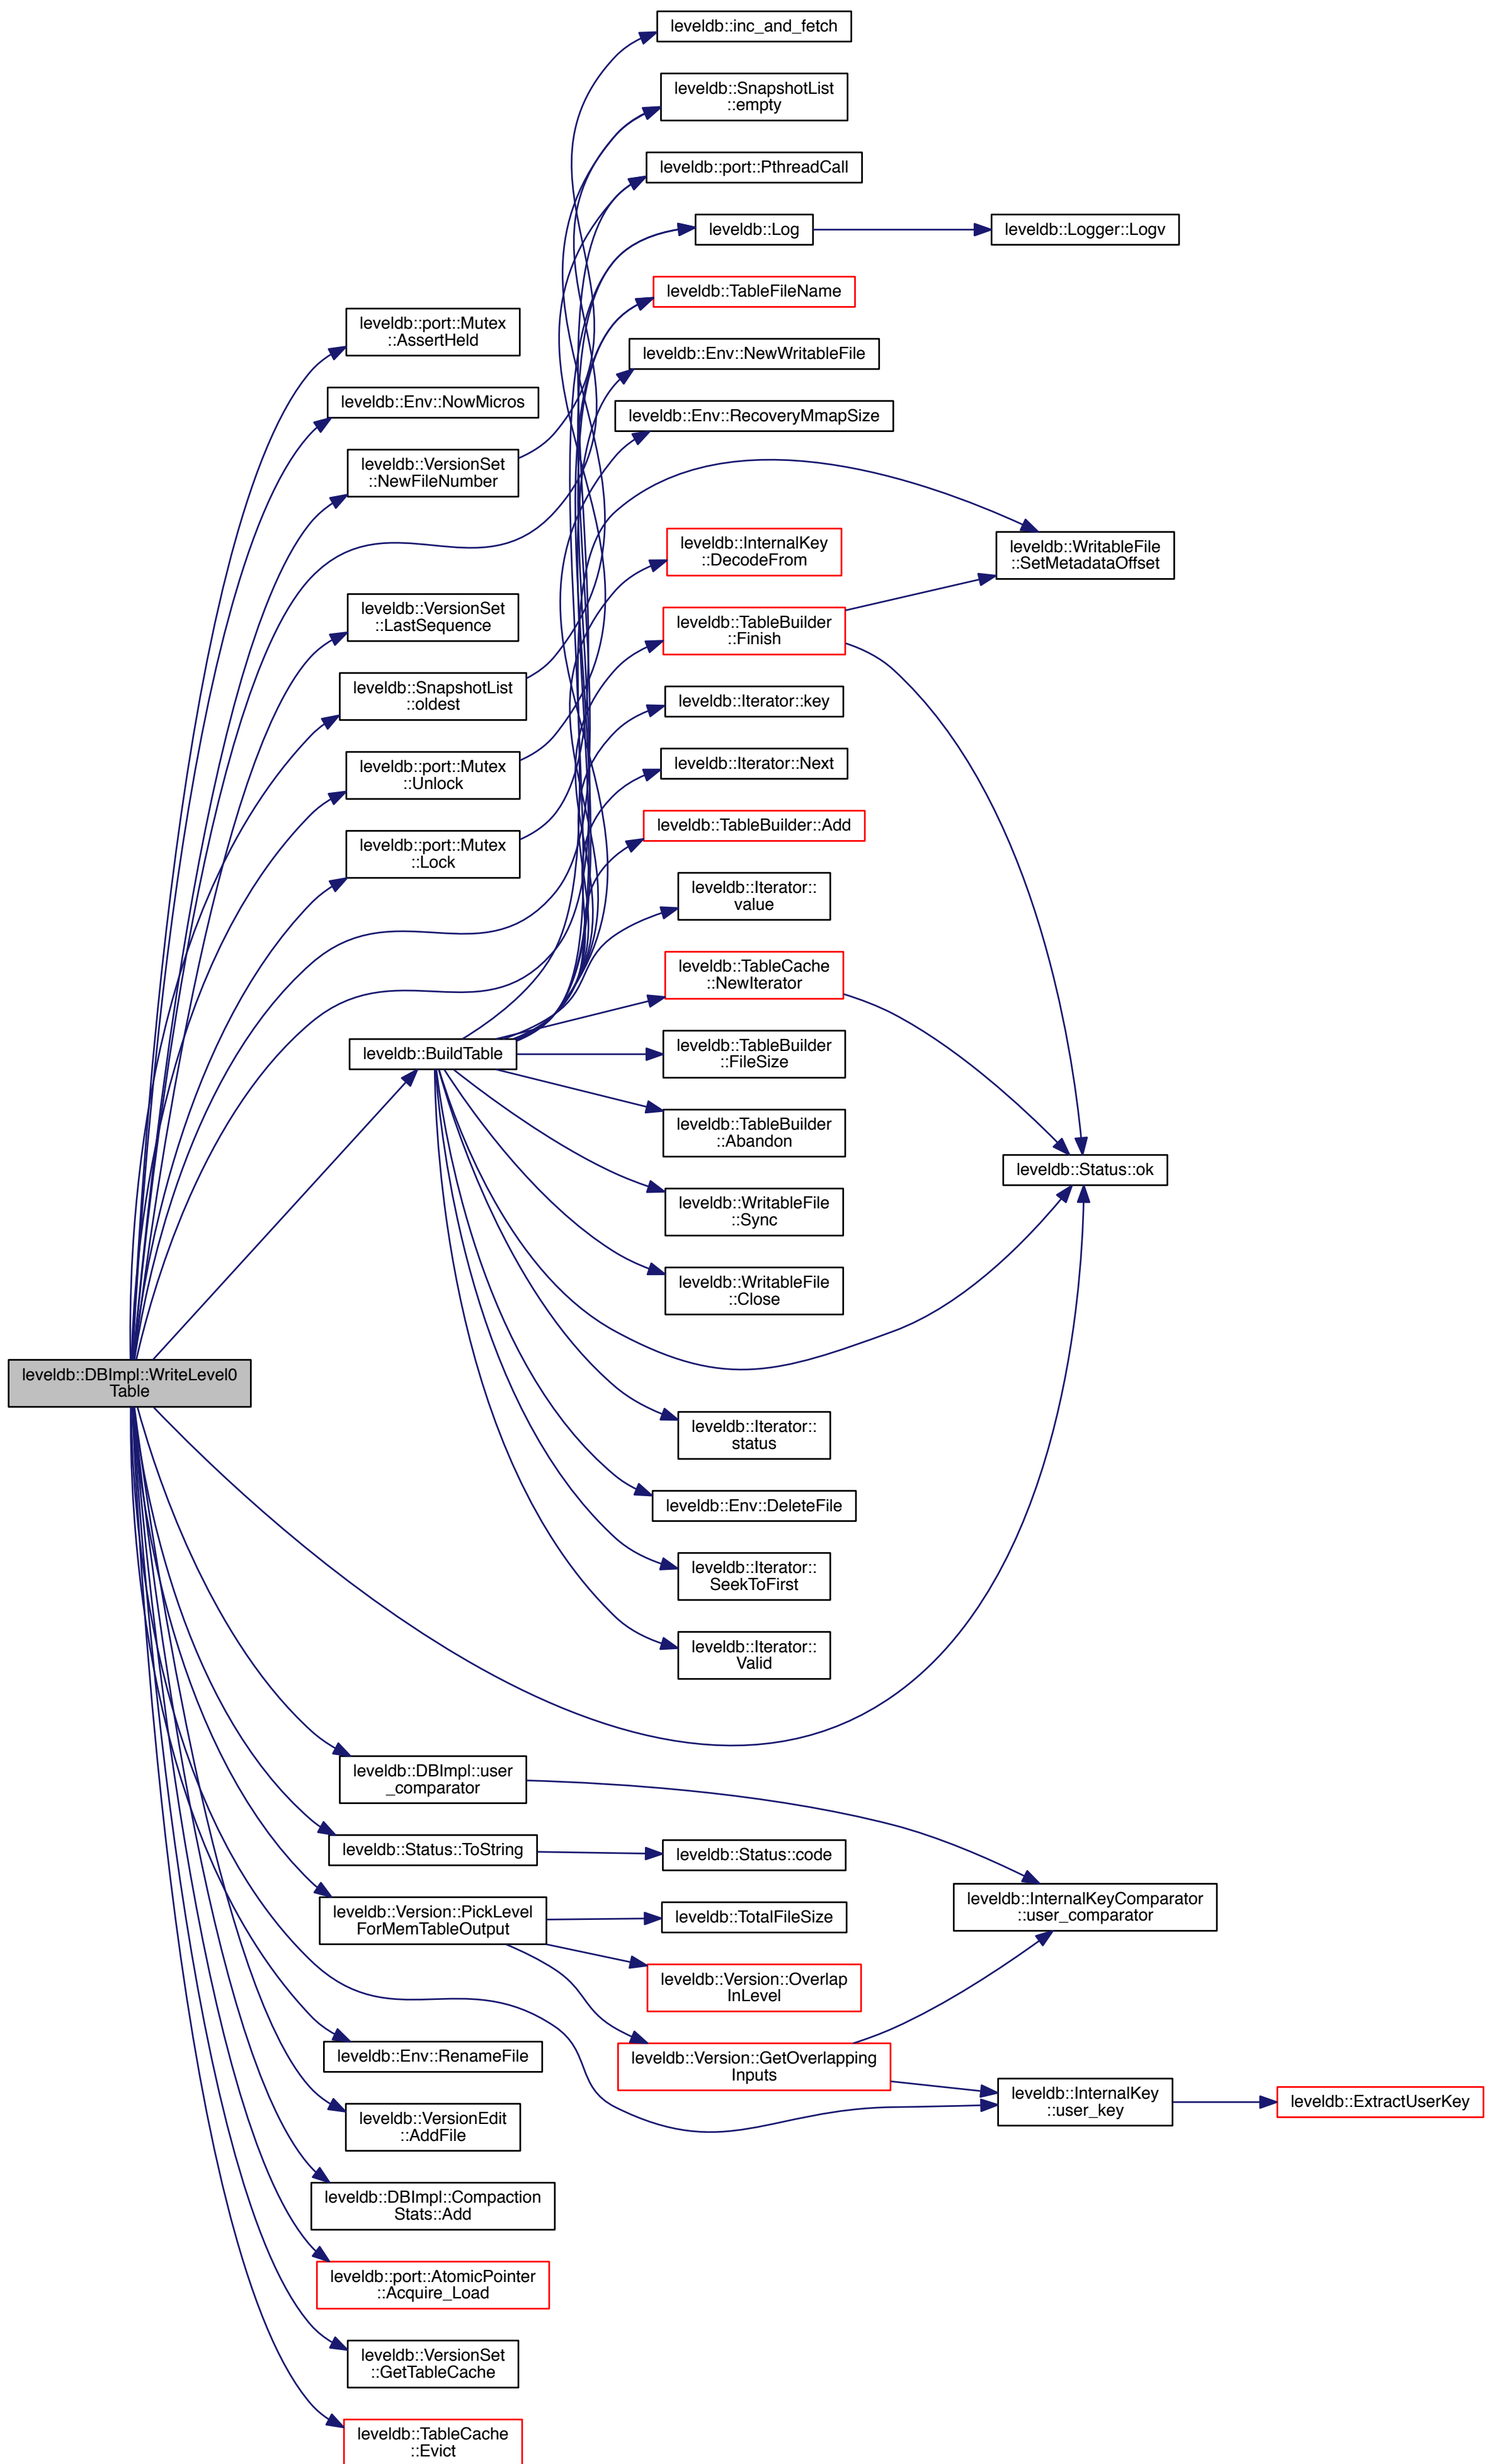 leveldb::inc_and_fetch
leveldb::SnapshotList
::empty
leveldb::port::PthreadCall
leveldb::Log
leveldb::Logger::Logv
leveldb::TableFileName
leveldb::port::Mutex
::AssertHeld
leveldb::Env::NewWritableFile
leveldb::Env::NowMicros
leveldb::Env::RecoveryMmapSize
leveldb::VersionSet
::NewFileNumber
leveldb::InternalKey
::DecodeFrom
leveldb::WritableFile
::SetMetadataOffset
leveldb::VersionSet
::LastSequence
leveldb::TableBuilder
::Finish
leveldb::SnapshotList
::oldest
leveldb::Iterator::key
leveldb::port::Mutex
::Unlock
leveldb::Iterator::Next
leveldb::TableBuilder::Add
leveldb::port::Mutex
::Lock
leveldb::Iterator::
value
leveldb::TableCache
::NewIterator
leveldb::BuildTable
leveldb::TableBuilder
::FileSize
leveldb::TableBuilder
::Abandon
leveldb::Status::ok
leveldb::WritableFile
::Sync
leveldb::WritableFile
::Close
leveldb::DBImpl::WriteLevel0
Table
leveldb::Iterator::
status
leveldb::Env::DeleteFile
leveldb::Iterator::
SeekToFirst
leveldb::Iterator::
Valid
leveldb::DBImpl::user
_comparator
leveldb::Status::ToString
leveldb::Status::code
leveldb::InternalKeyComparator
::user_comparator
leveldb::Version::PickLevel
ForMemTableOutput
leveldb::TotalFileSize
leveldb::Version::Overlap
InLevel
leveldb::Env::RenameFile
leveldb::Version::GetOverlapping
Inputs
leveldb::InternalKey
::user_key
leveldb::ExtractUserKey
leveldb::VersionEdit
::AddFile
leveldb::DBImpl::Compaction
Stats::Add
leveldb::port::AtomicPointer
::Acquire_Load
leveldb::VersionSet
::GetTableCache
leveldb::TableCache
::Evict